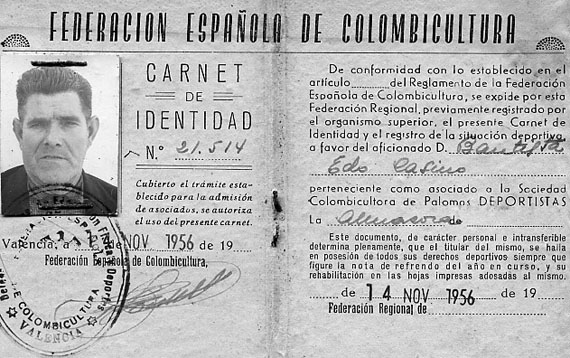 FEDERACION ESPAÑOLA DE COLOMBICULTURA
CARNET
DE
IDENTIDAD
N.° 21.514
Cubierto el trámite esta-
blecido para la admisión
de asociados, se autoriza
el uso del presente carnet.
Valencia, a NOV 1956 de 19
Federación Española de Colombicultura,
DE COLOMBICULTURA
VALENCIA
De conformidad con lo establecido en el
artículo del Reglamento de la Federación
Española de Colombicultura, se expide por esta
Federación Regional, previamente registrado por
el organismo superior, el presente Carnet de
Identidad y el registro de la situación deportiva
a favor del aficionado D. Bautista
Edo Casino
perteneciente como asociado a la Sociedad
Colombicultora de Palomos DEPORTISTAS
La Almazora de
Este documento, de carácter personal e intransferible
determina plenamente, que el titular del mismo, se halla
en posesión de todos sus derechos deportivos siempre que
figure la nota de refrendo del año en curso, y su
rehabilitación en las hojas impresas adosadas al mismo.
de 14 NOV 1956 de 19
Federación Regional de